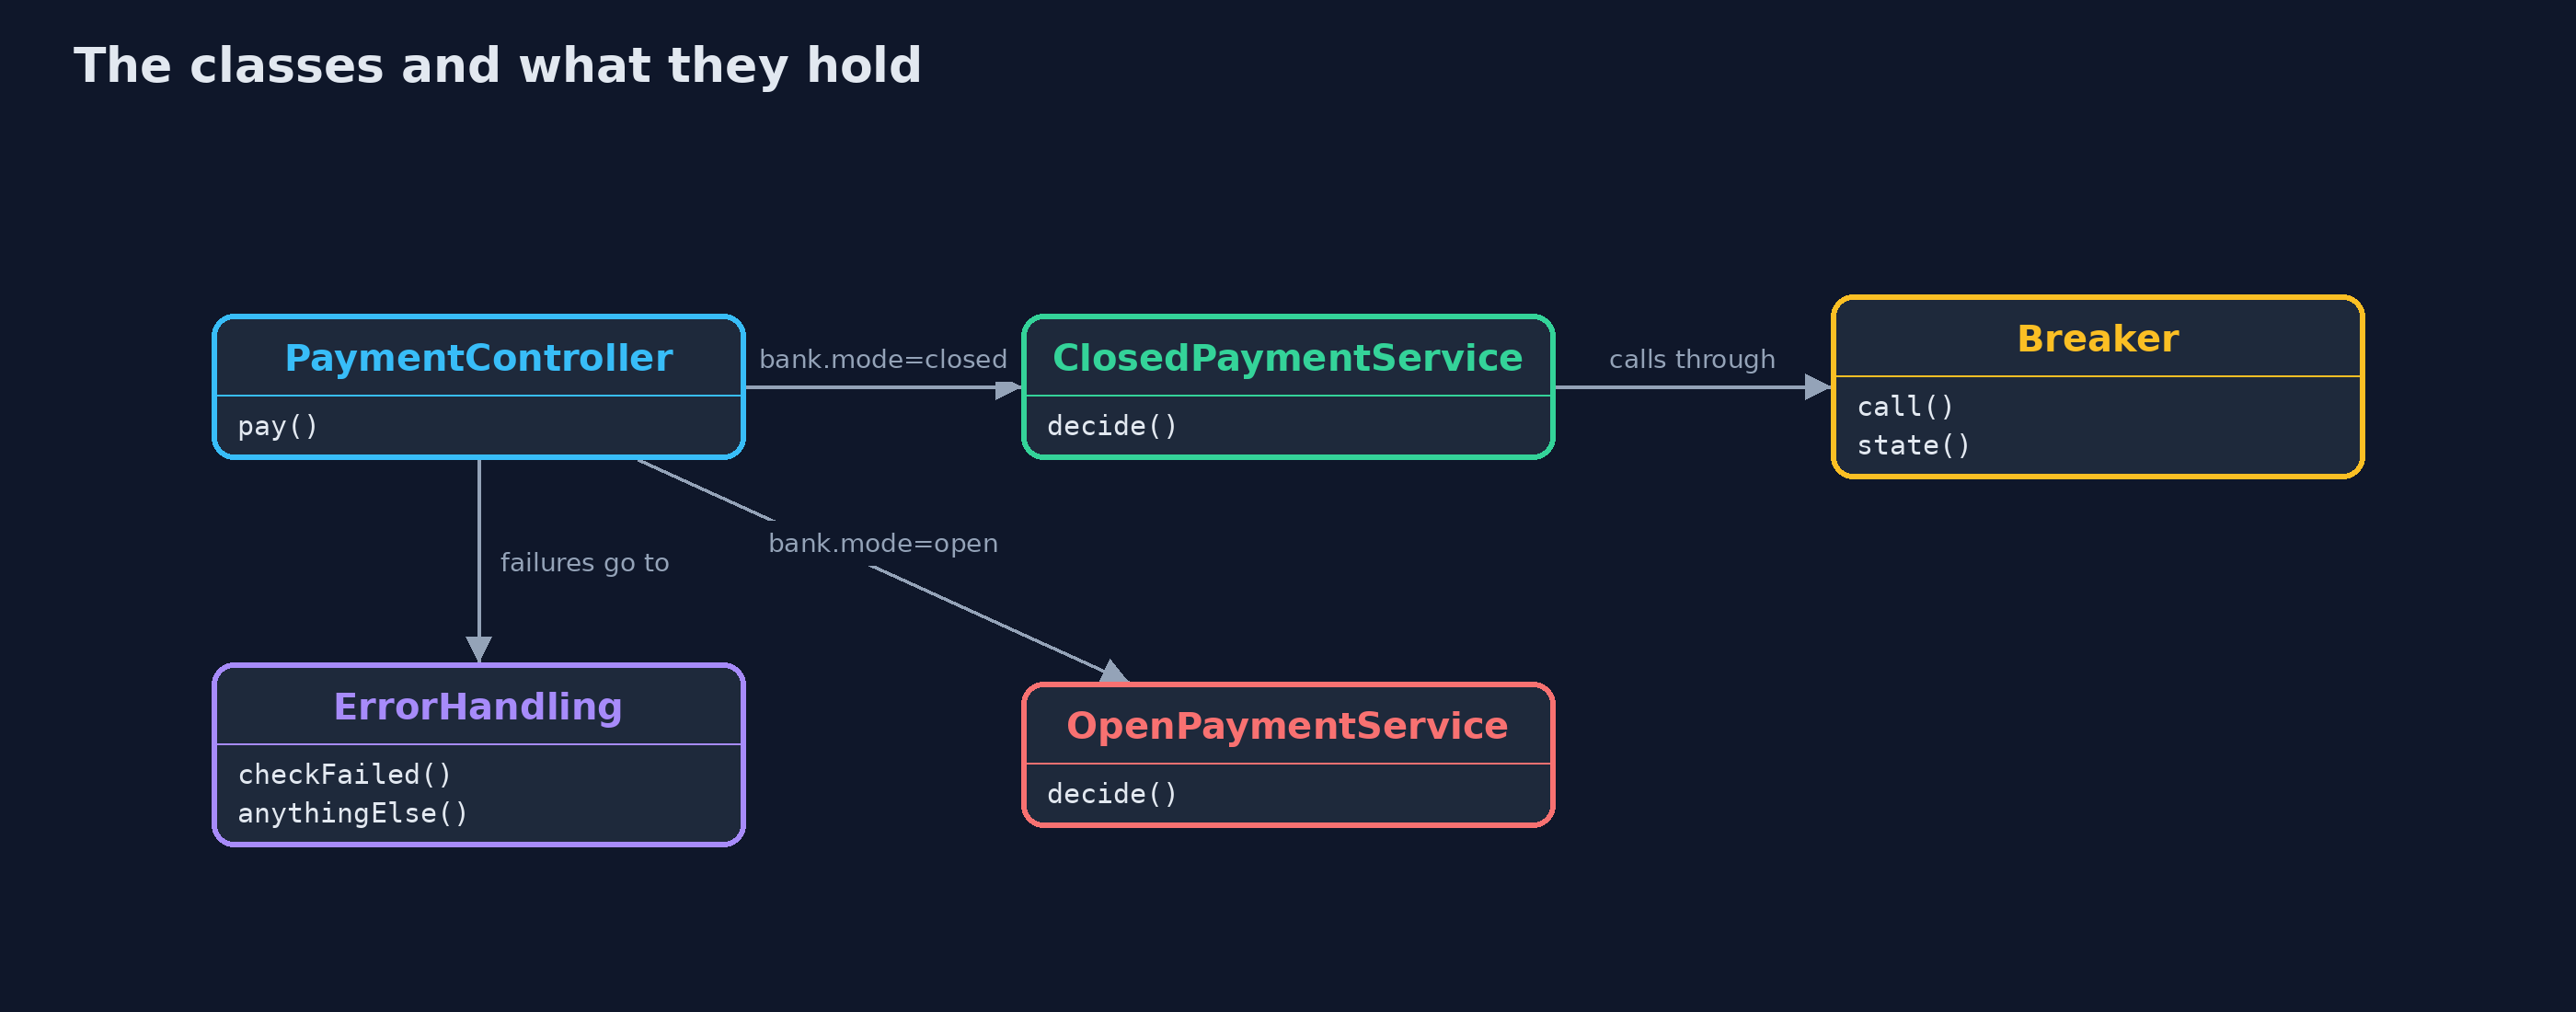 The classes and what they hold
PaymentController
pay()
bank.mode=closed
ClosedPaymentService
decide()
calls through
Breaker
call()
state()
failures go to
bank.mode=open
ErrorHandling
checkFailed()
anythingElse()
OpenPaymentService
decide()